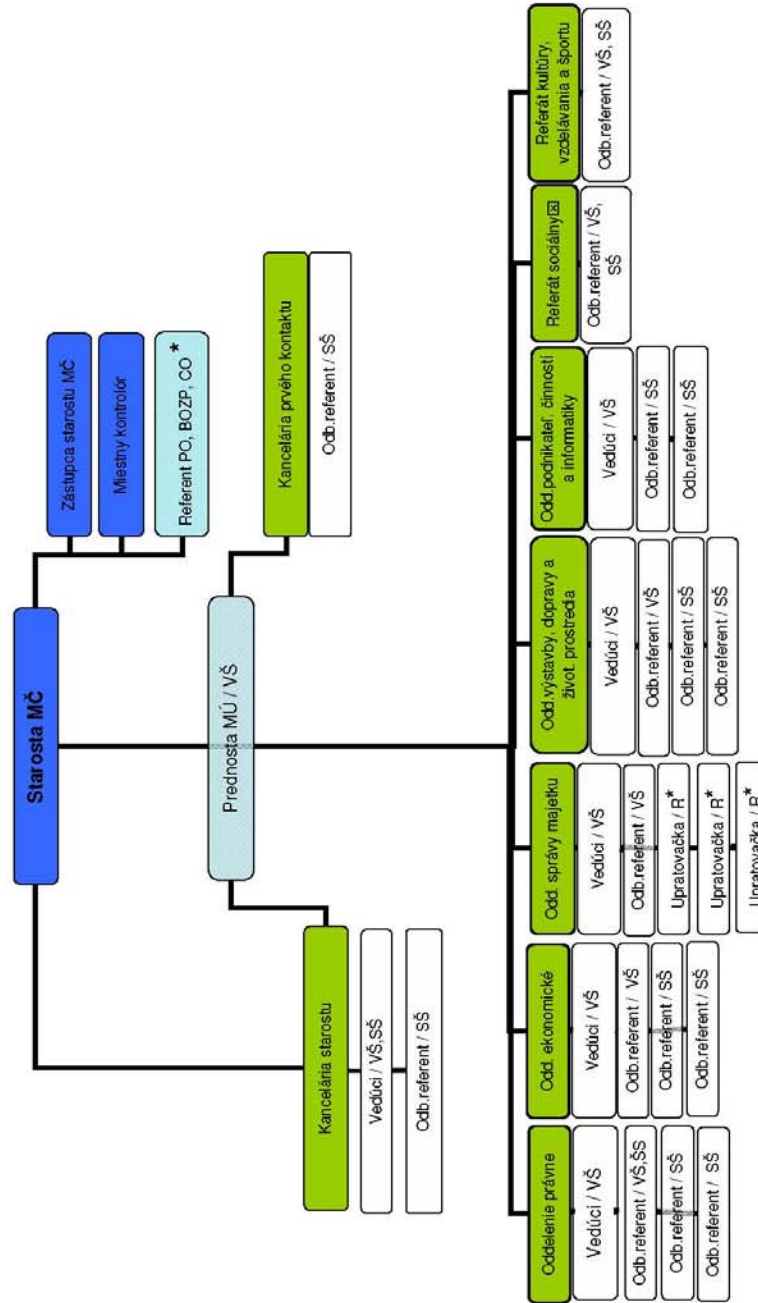 Starosta MČ
Zástupca starostu MČ
Miestny kontrolór
Referent PO, BOZP, CO *
Prednosta MÚ / VŠ
Kancelária prvého kontaktu
Odb.referent / SŠ
Kancelária starostu
Vedúci / VŠ,SŠ
Odb.referent / SŠ
Oddelenie právne
Vedúci / VŠ
Odb.referent / VŠ,ŠS
Odb.referent / SŠ
Odb.referent / SŠ
Odd. ekonomické
Vedúci / VŠ
Odb.referent / VŠ
Odb.referent / SŠ
Odb.referent / SŠ
Odd. správy majetku
Vedúci / VŠ
Odb.referent / VŠ
Upratovačka / R*
Upratovačka / R*
Upratovačka / R*
Odd.výstavby, dopravy a
život. prostredia
Vedúci / VŠ
Odb.referent / VŠ
Odb.referent / SŠ
Odb.referent / SŠ
Odd.podnikateľ. činností
a informatiky
Vedúci / VŠ
Odb.referent / SŠ
Odb.referent / SŠ
Referát sociálny
Odb.referent / VŠ,
SŠ
Referát kultúry,
vzdelávania a športu
Odb.referent / VŠ, SŠ